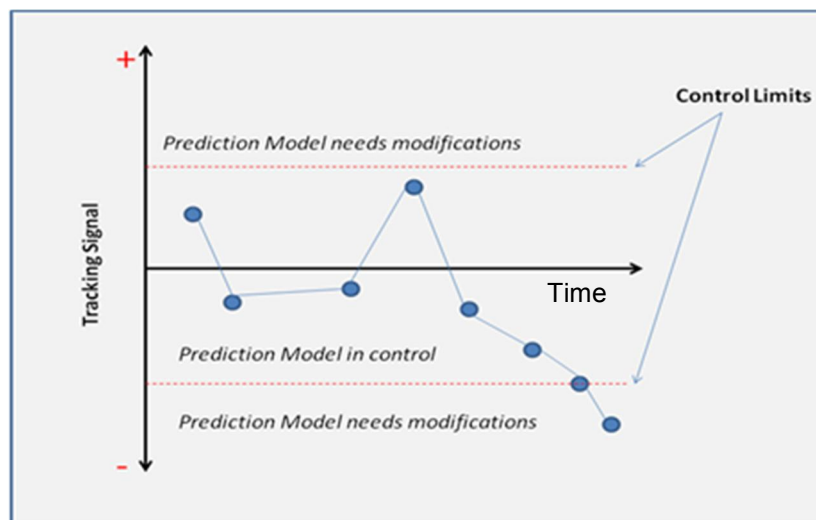 +
Control Limits
Prediction Model needs modifications
Tracking Signal
Time
Prediction Model in control
Prediction Model needs modifications
-